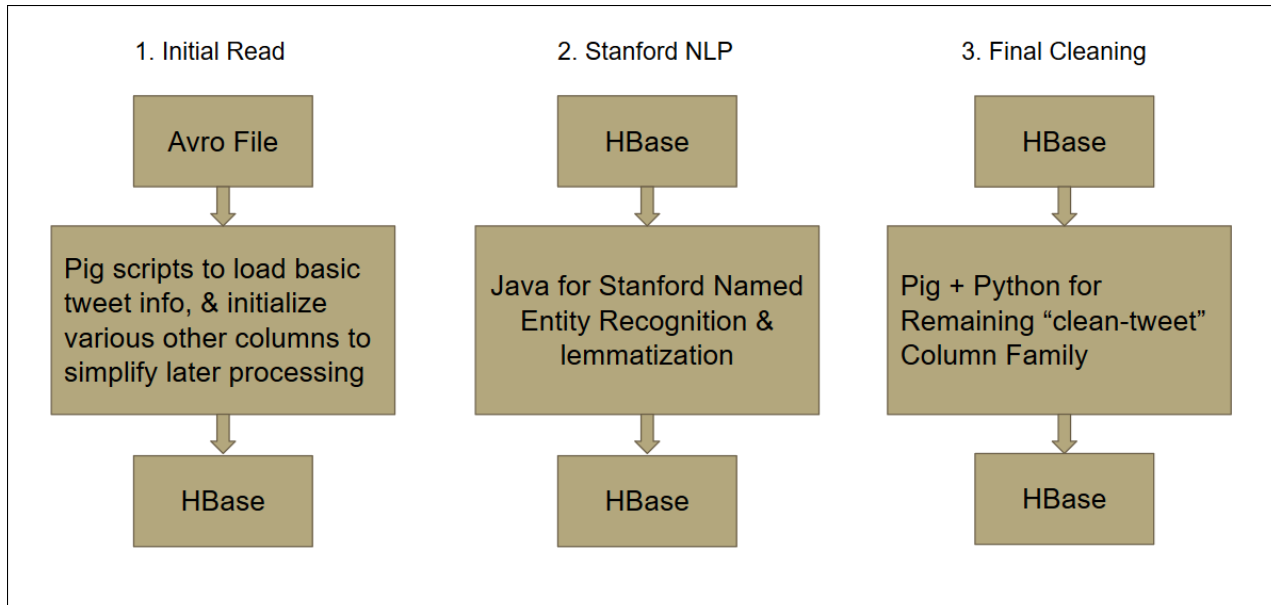 1. Initial Read
Avro File
Pig scripts to load basic
tweet info, & initialize
various other columns to
simplify later processing
HBase
2. Stanford NLP
HBase
Java for Stanford Named
Entity Recognition &
lemmatization
HBase
3. Final Cleaning
HBase
Pig + Python for
Remaining “clean-tweet”
Column Family
HBase